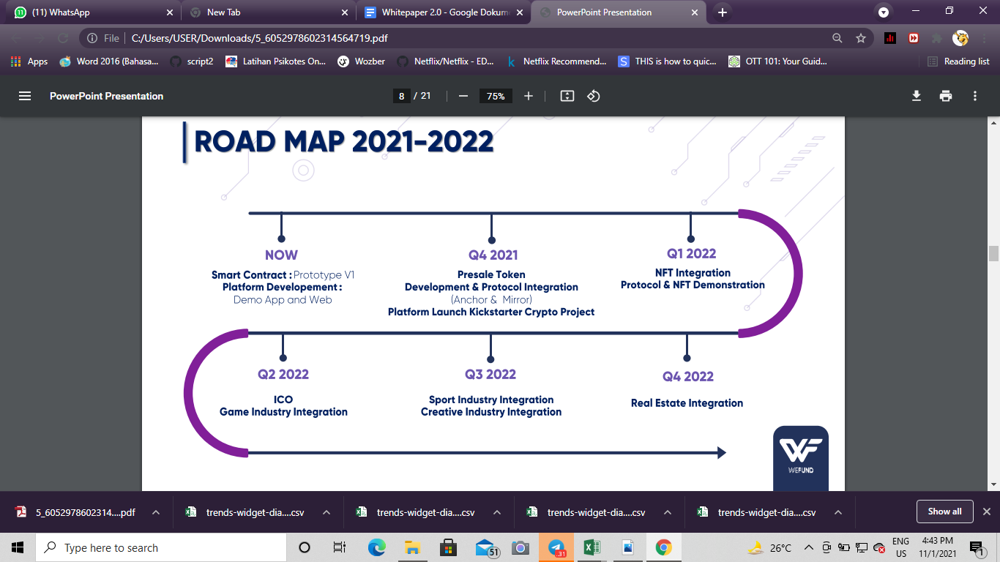 (11) WhatsApp
New Tab
Whitepaper 2.0 - Google Dokum
PowerPoint Presentation
File
C:/Users/USER/Downloads/5_6052978602314564719.pdf
Apps
Word 2016 (Bahasa...
script2
Latihan Psikotes On...
Wozber
Netflix/Netflix - ED...
Netflix Recommend...
THIS is how to quic...
OTT 101: Your Guid...
Reading list
PowerPoint Presentation
8 / 21
75%
ROAD MAP 2021-2022
NOW
Smart Contract : Prototype V1
Platform Developement :
Demo App and Web
Q4 2021
Presale Token
Development & Protocol Integration
(Anchor & Mirror)
Platform Launch Kickstarter Crypto Project
Q1 2022
NFT Integration
Protocol & NFT Demonstration
Q2 2022
ICO
Game Industry Integration
Q3 2022
Sport Industry Integration
Creative Industry Integration
Q4 2022
Real Estate Integration
WEFUND
5_6052978602314....pdf
trends-widget-dia....csv
trends-widget-dia....csv
trends-widget-dia....csv
trends-widget-dia....csv
Show all
Type here to search
51
31
26°C
ENG
US
4:43 PM
11/1/2021
1